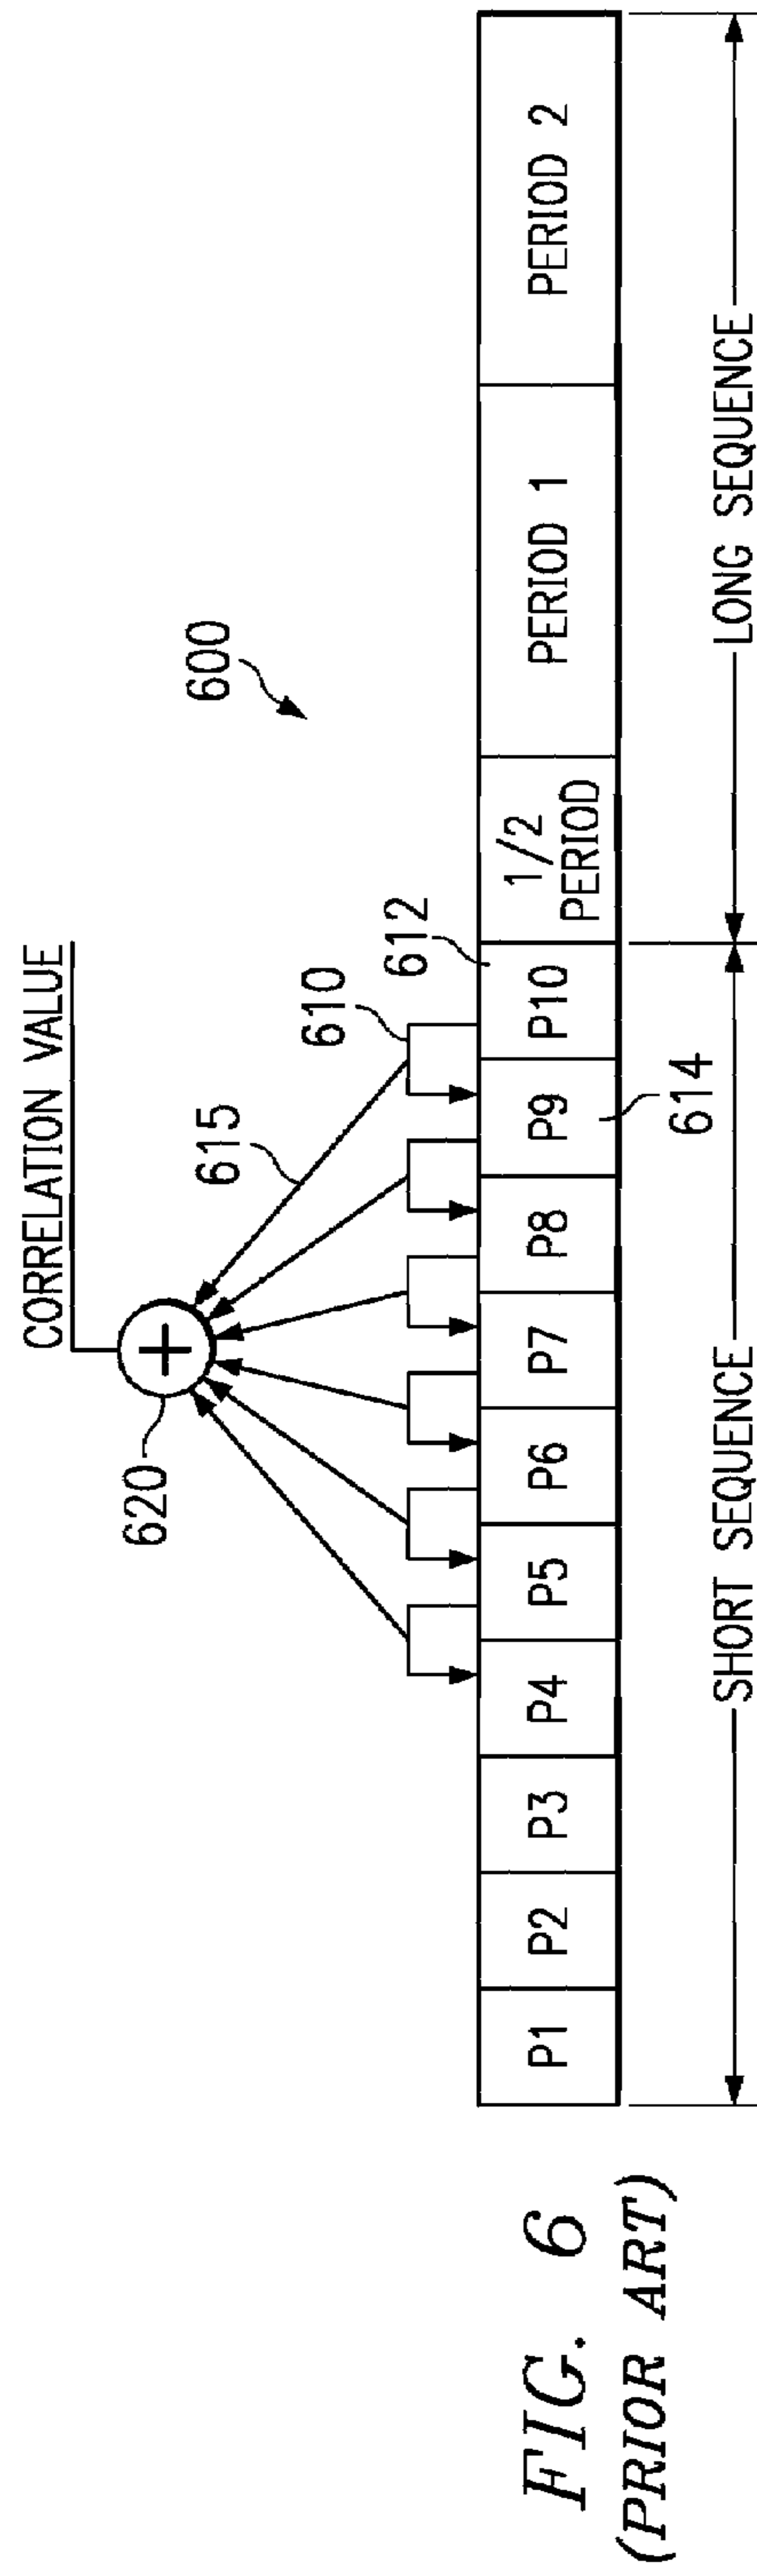 CORRELATION VALUE
620
615
610
600
612
P1
P2
P3
P4
P5
P6
P7
P8
P9
P10
1/2
PERIOD
PERIOD 1
PERIOD 2
614
SHORT SEQUENCE
LONG SEQUENCE
FIG. 6
(PRIOR ART)